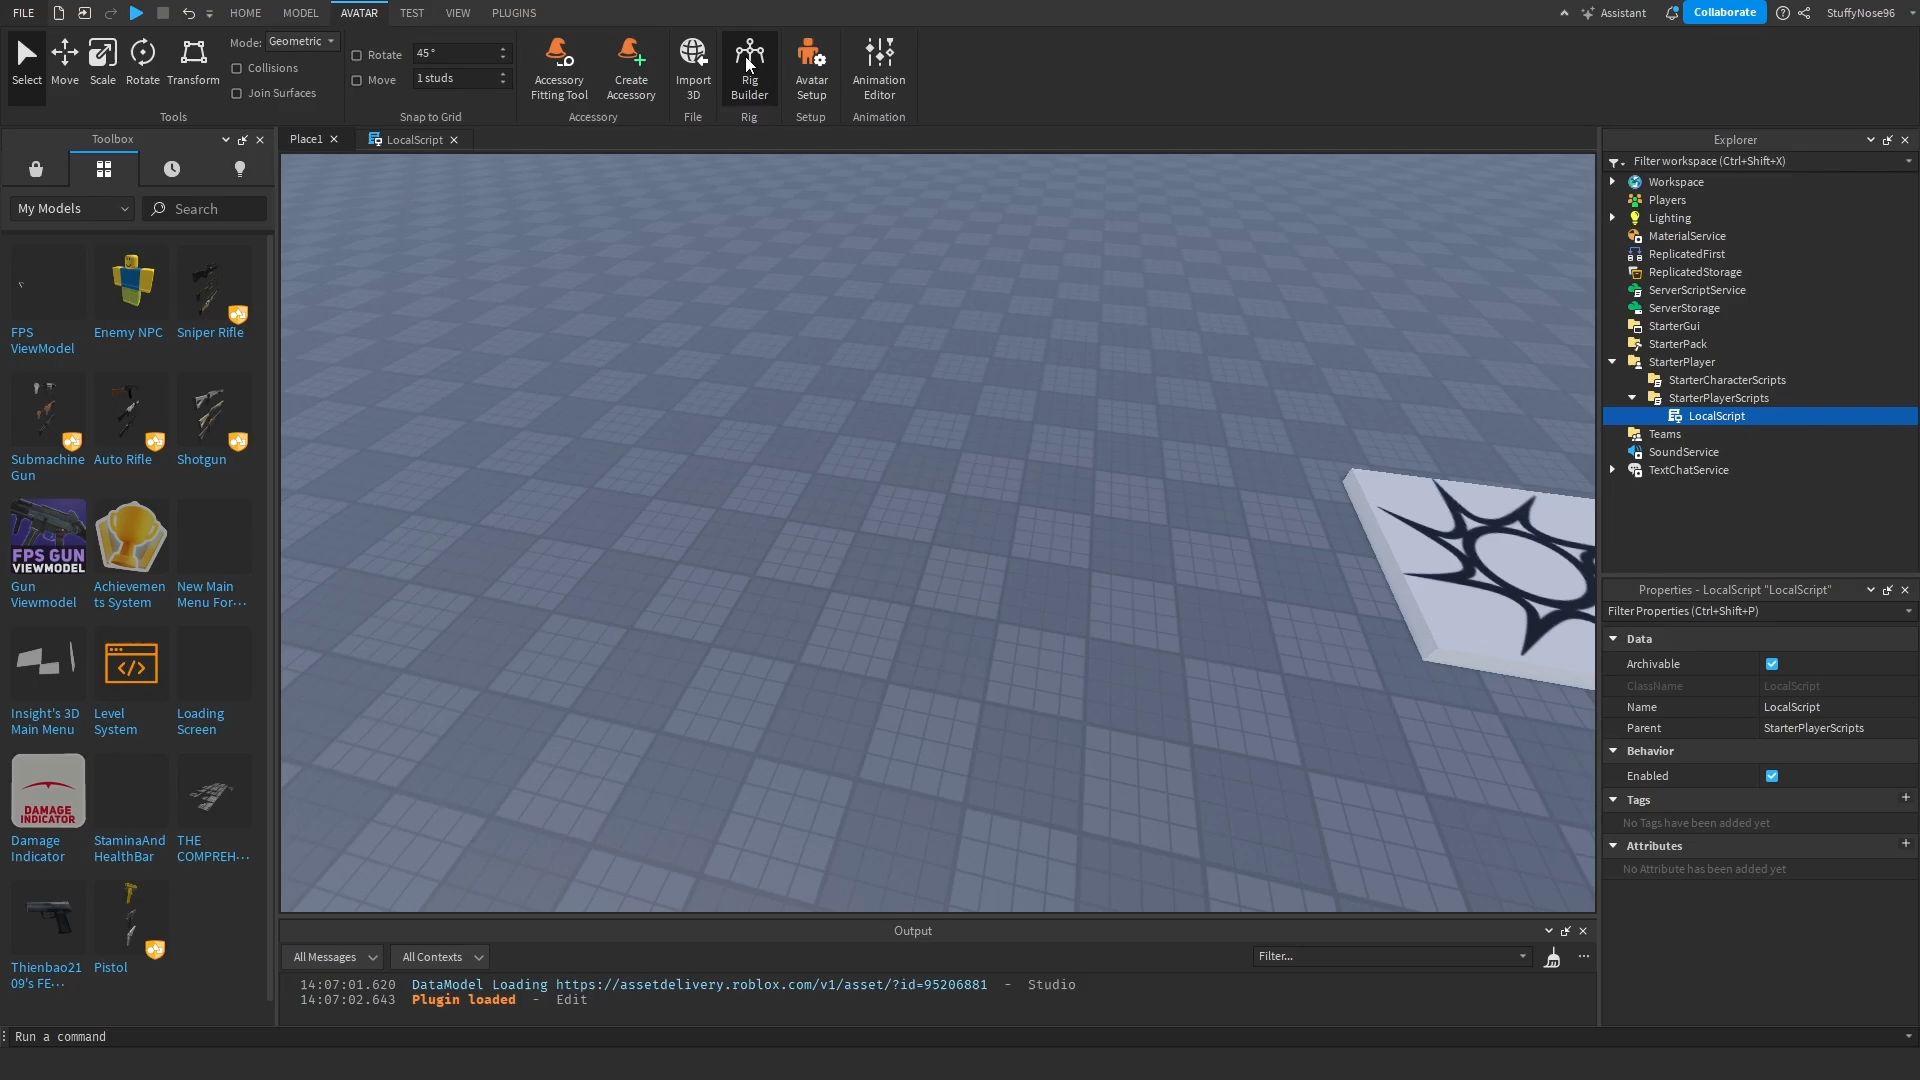 FILE
HOME
MODEL
AVATAR
TEST
VIEW
PLUGINS
Assistant
Collaborate
StuffyNose96
Select
Move
Scale
Rotate
Transform
Mode:
Geometric
Collisions
Join Surfaces
Tools
Rotate
45°
Move
1 studs
Snap to Grid
Accessory
Fitting Tool
Create
Accessory
Accessory
Import
3D
File
Rig
Builder
Rig
Avatar
Setup
Setup
Animation
Editor
Animation
Toolbox
My Models
Search
FPS
ViewModel
Enemy NPC
Sniper Rifle
Submachine
Gun
Auto Rifle
Shotgun
FPS GUN
VIEWMODEL
Gun
Viewmodel
Achievemen
ts System
New Main
Menu For...
Insight's 3D
Main Menu
Level
System
Loading
Screen
DAMAGE
INDICATOR
Damage
Indicator
StaminaAnd
HealthBar
THE
COMPREH...
Thienbao21
09's FE...
Pistol
Place1
LocalScript
Output
All Messages
All Contexts
Filter...
14:07:01.620 DataModel Loading https://assetdelivery.roblox.com/v1/asset/?id=95206881 - Studio
14:07:02.643 Plugin loaded - Edit
Run a command
Explorer
Filter workspace (Ctrl+Shift+X)
Workspace
Players
Lighting
MaterialService
ReplicatedFirst
ReplicatedStorage
ServerScriptService
ServerStorage
StarterGui
StarterPack
StarterPlayer
StarterCharacterScripts
StarterPlayerScripts
LocalScript
Teams
SoundService
TextChatService
Properties - LocalScript "LocalScript"
Filter Properties (Ctrl+Shift+P)
Data
Archivable
ClassName LocalScript
Name LocalScript
Parent StarterPlayerScripts
Behavior
Enabled
Tags
No Tags have been added yet
Attributes
No Attribute has been added yet